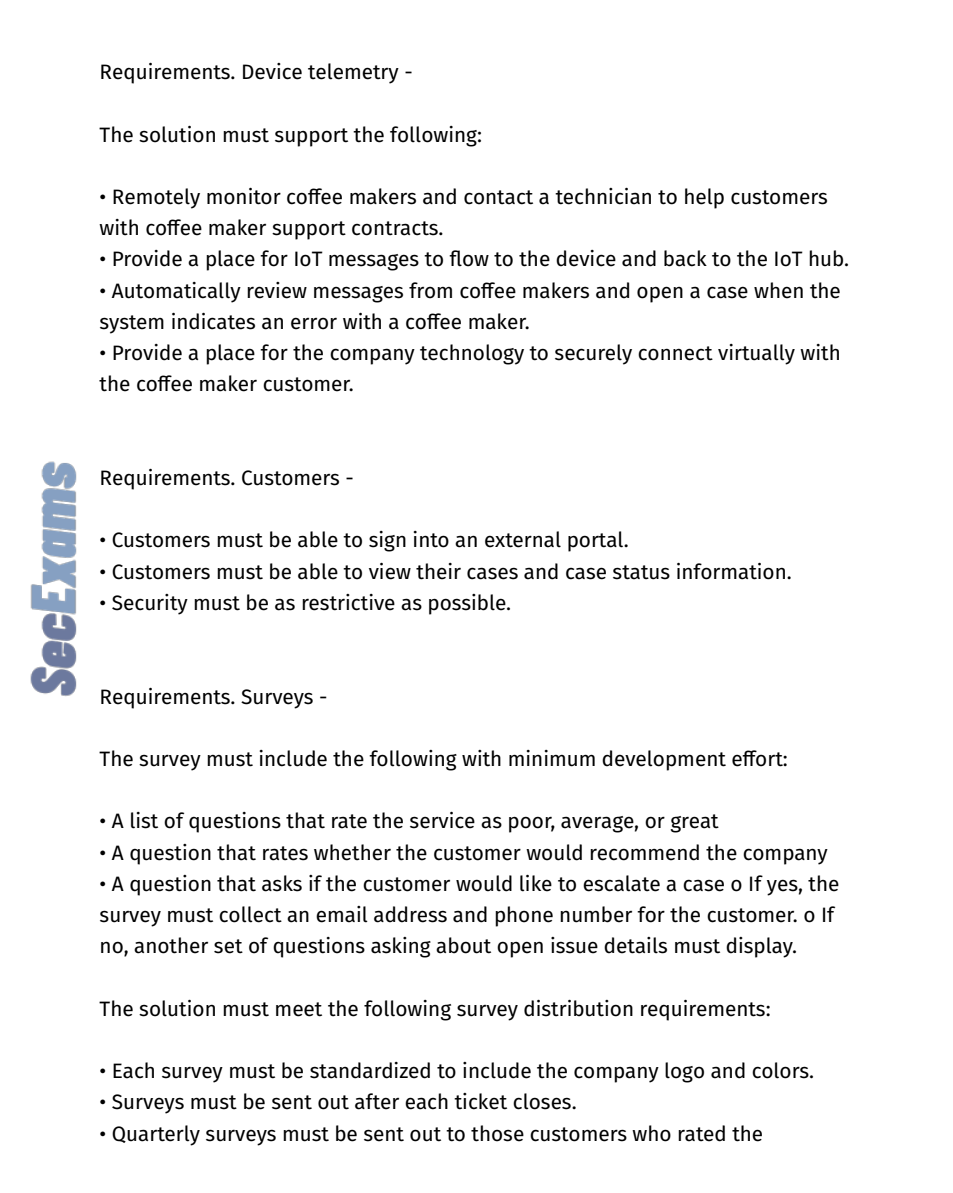 Requirements. Device telemetry -
The solution must support the following:
• Remotely monitor coffee makers and contact a technician to help customers
with coffee maker support contracts.
• Provide a place for IoT messages to flow to the device and back to the IoT hub.
• Automatically review messages from coffee makers and open a case when the
system indicates an error with a coffee maker.
• Provide a place for the company technology to securely connect virtually with
the coffee maker customer.
Requirements. Customers -
• Customers must be able to sign into an external portal.
• Customers must be able to view their cases and case status information.
• Security must be as restrictive as possible.
SecExams
Requirements. Surveys -
The survey must include the following with minimum development effort:
• A list of questions that rate the service as poor, average, or great
• A question that rates whether the customer would recommend the company
• A question that asks if the customer would like to escalate a case o If yes, the
survey must collect an email address and phone number for the customer. o If
no, another set of questions asking about open issue details must display.
The solution must meet the following survey distribution requirements:
• Each survey must be standardized to include the company logo and colors.
• Surveys must be sent out after each ticket closes.
• Quarterly surveys must be sent out to those customers who rated the